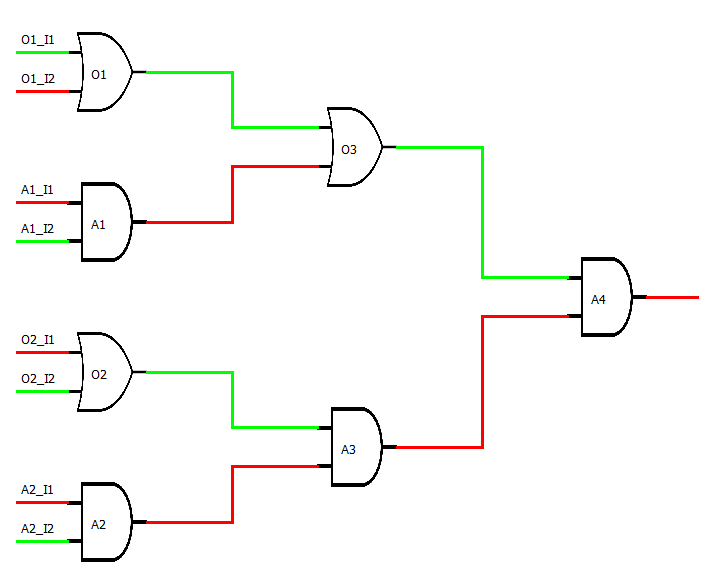 O1_I1
O1_I2
O1
O3
A1_I1
A1_I2
A1
A4
O2_I1
O2_I2
O2
A3
A2_I1
A2_I2
A2